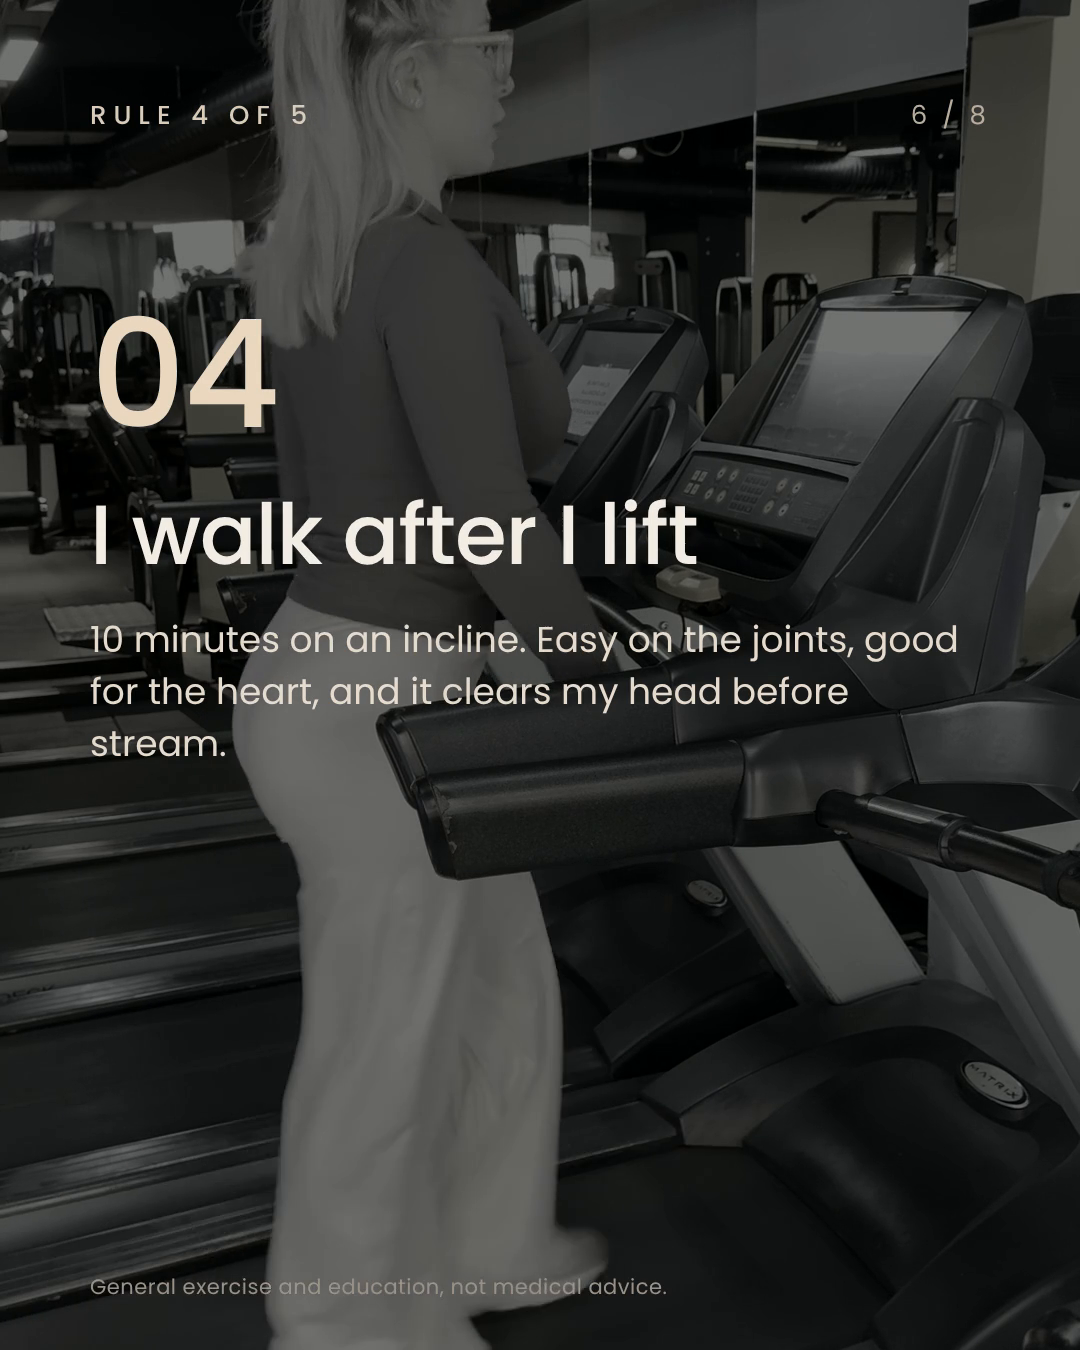 RULE 4 OF 5
6 / 8
04
I walk after I lift
10 minutes on an incline. Easy on the joints, good
for the heart, and it clears my head before
stream.
MATRIX
General exercise and education, not medical advice.